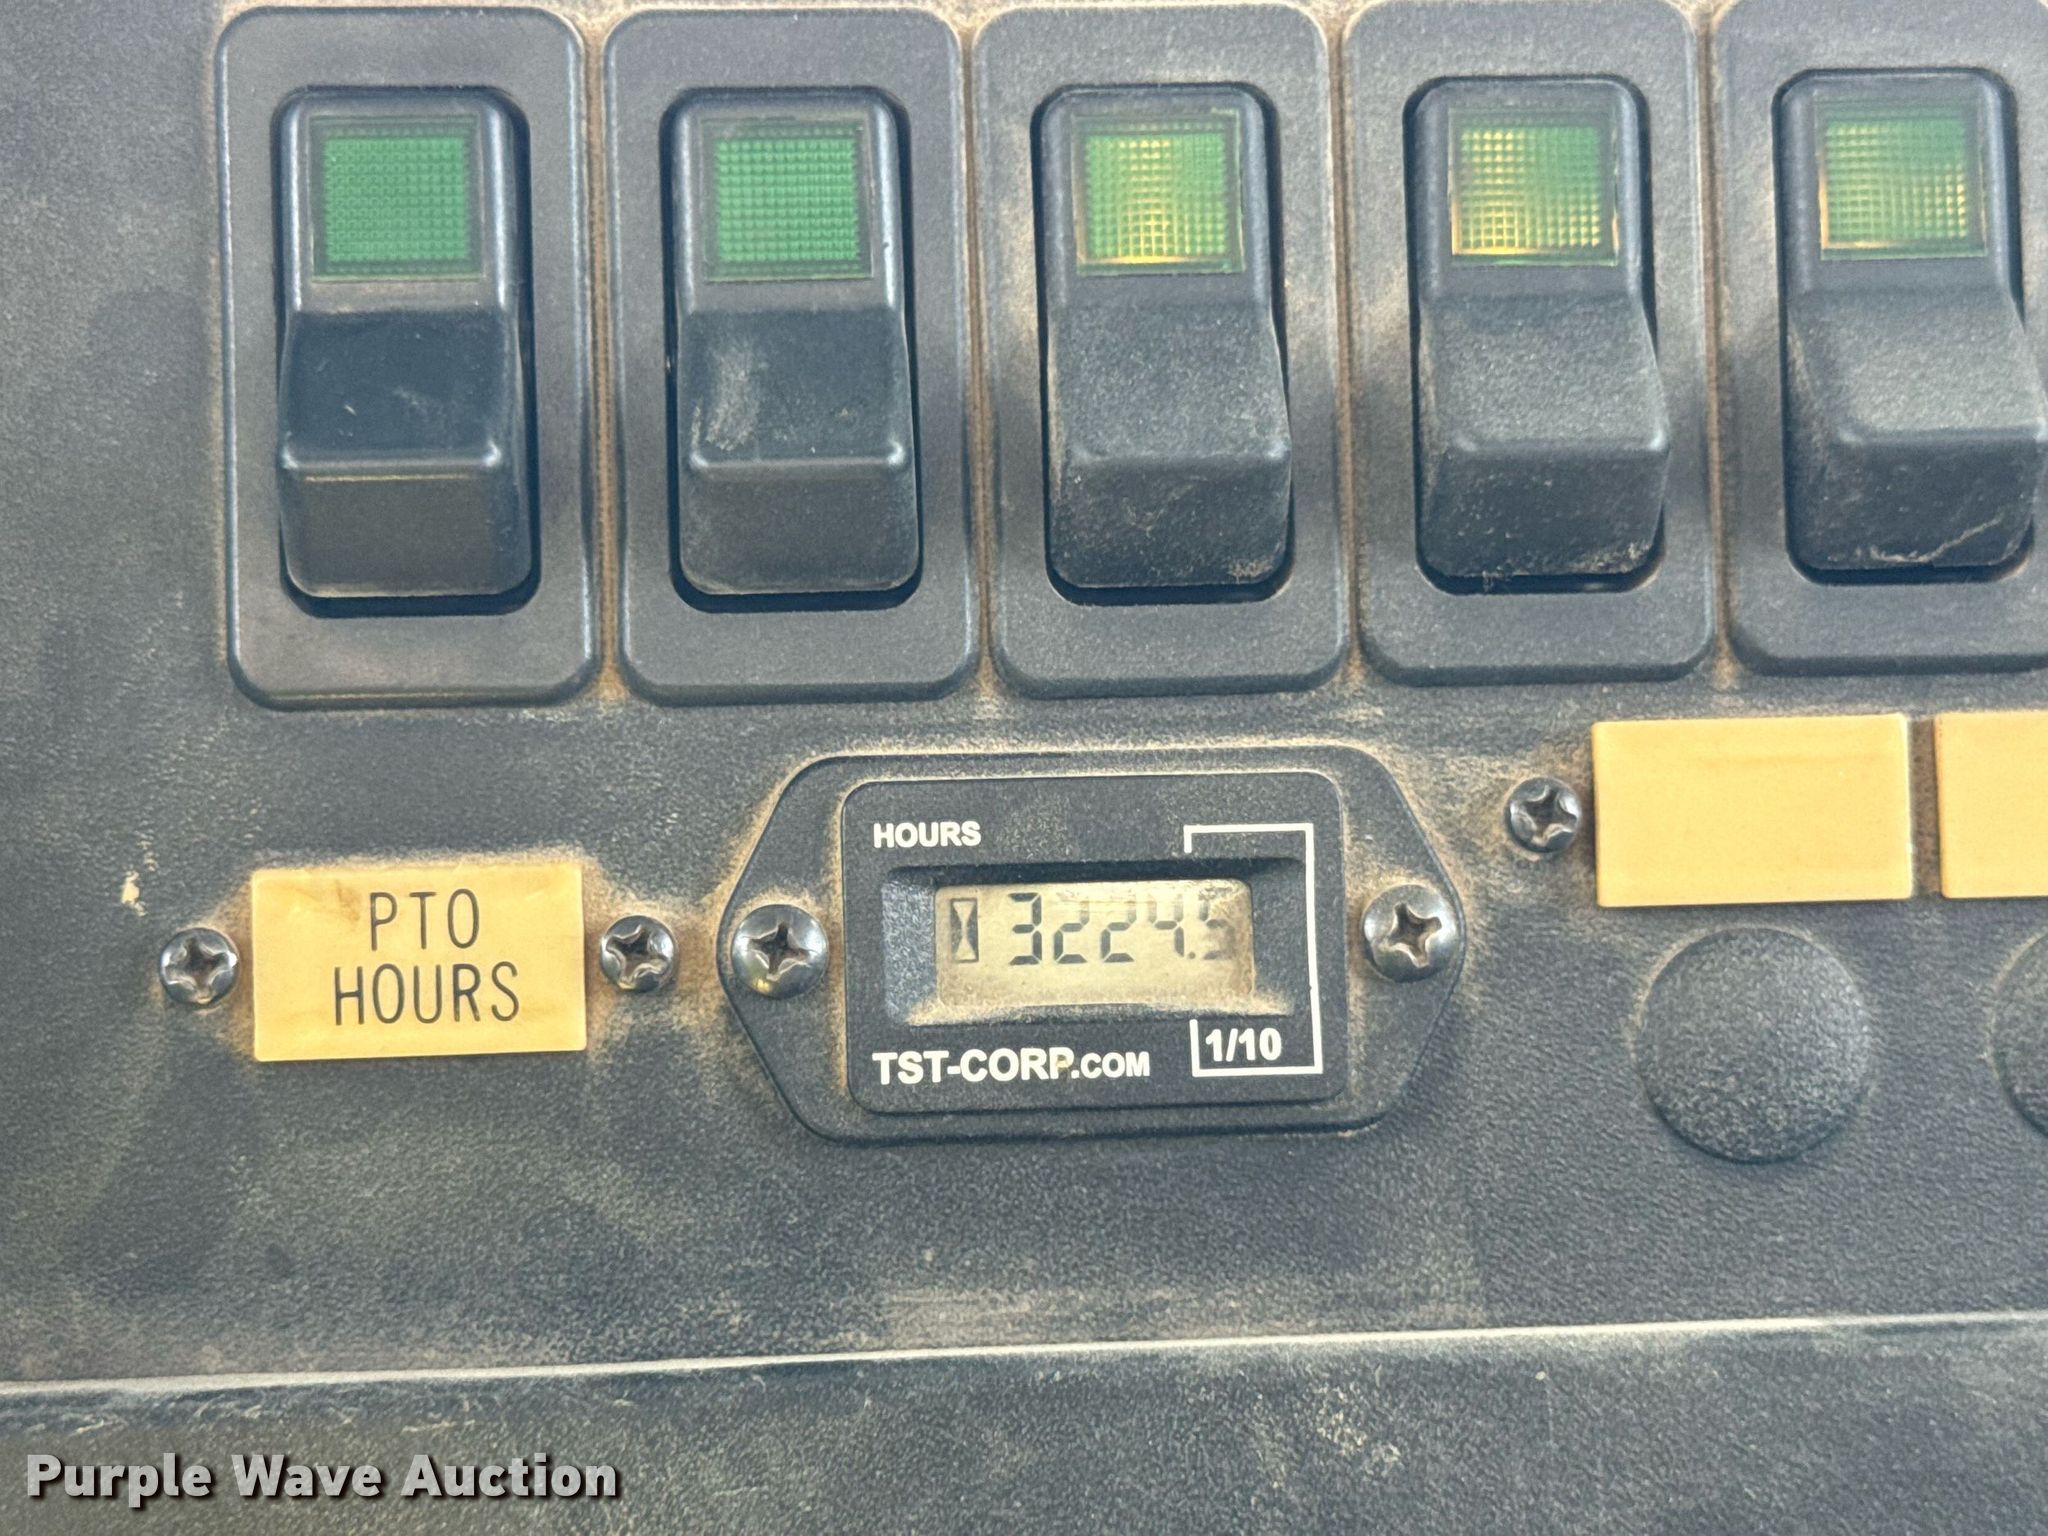 HOURS
PTO
HOURS
3224.5
TST-CORP.COM
1/10
Purple Wave Auction